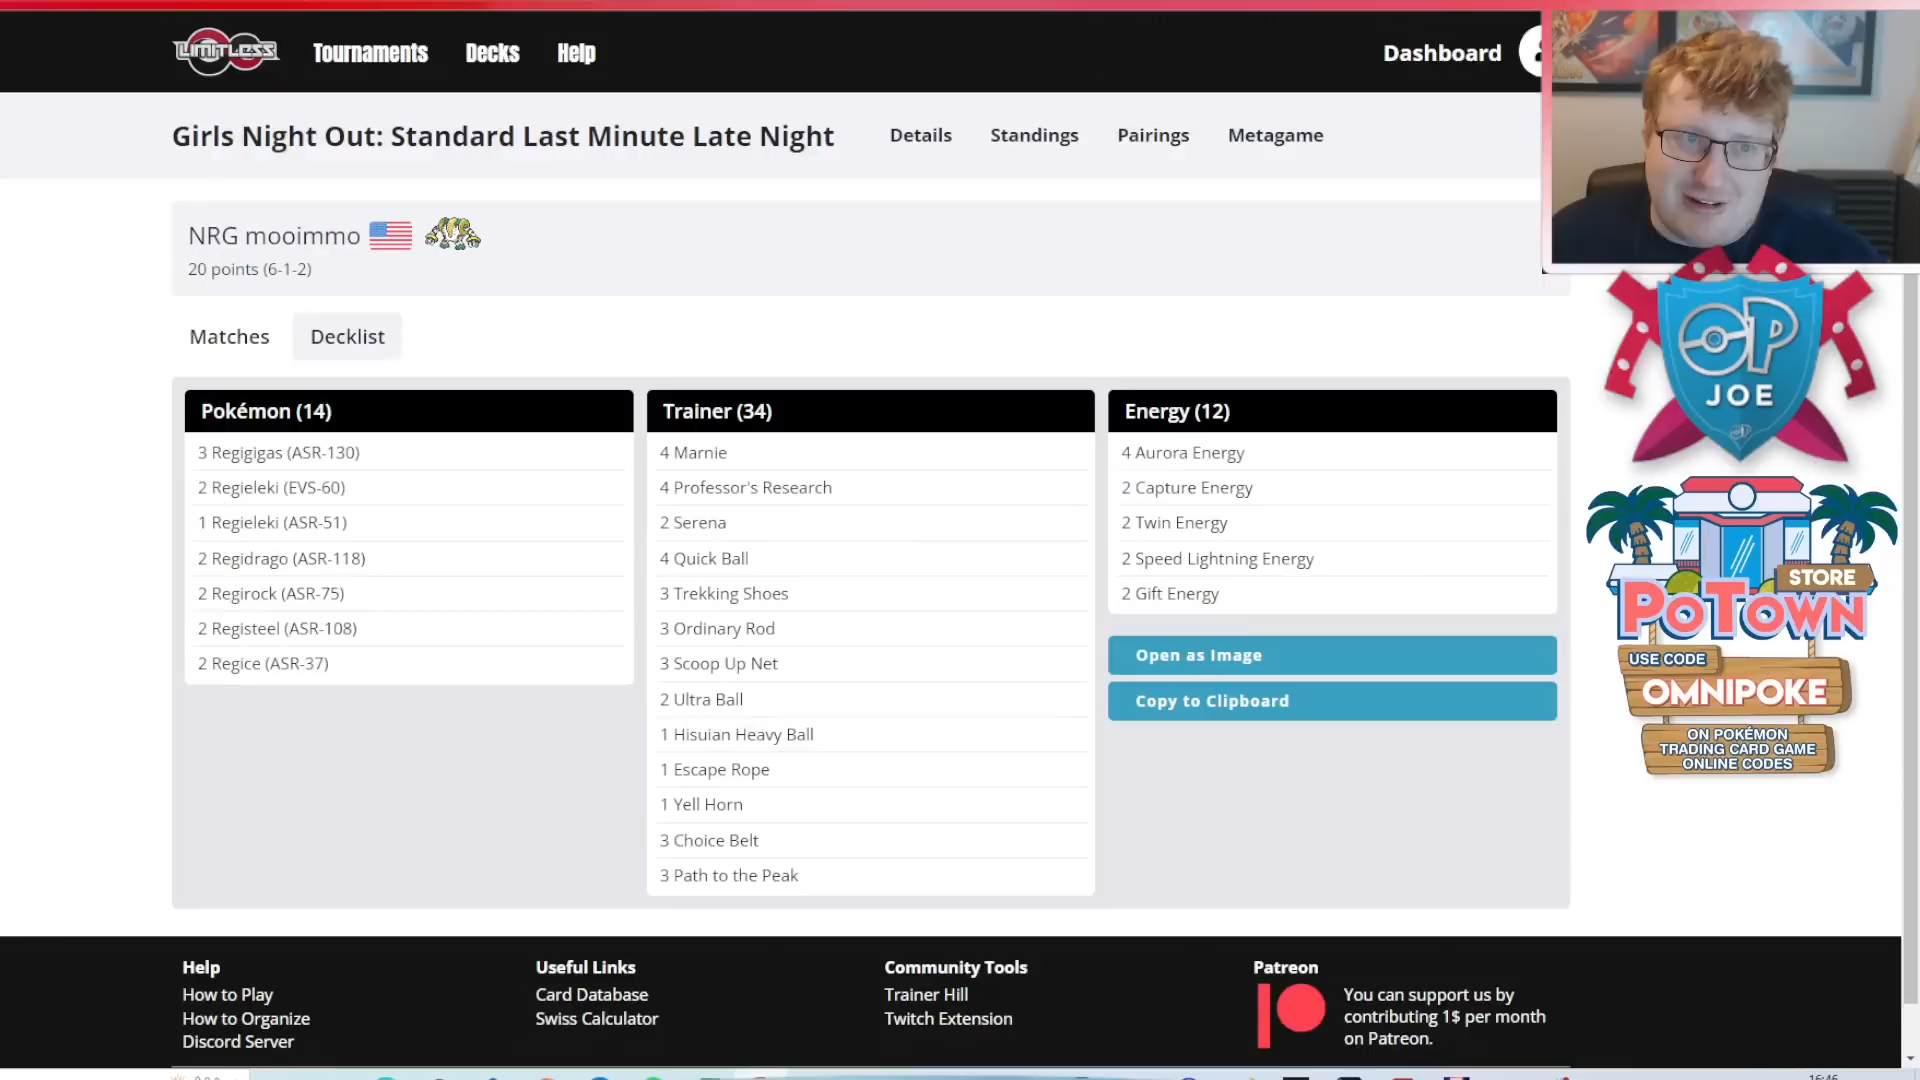 LIMITLESS
Tournaments
Decks
Help
Dashboard
Girls Night Out: Standard Last Minute Late Night
Details
Standings
Pairings
Metagame
NRG mooimmo
20 points (6-1-2)
Matches
Decklist
Pokémon (14)
3 Regigigas (ASR-130)
2 Regieleki (EVS-60)
1 Regieleki (ASR-51)
2 Regidrago (ASR-118)
2 Regirock (ASR-75)
2 Registeel (ASR-108)
2 Regice (ASR-37)
Trainer (34)
4 Marnie
4 Professor's Research
2 Serena
4 Quick Ball
3 Trekking Shoes
3 Ordinary Rod
3 Scoop Up Net
2 Ultra Ball
1 Hisuian Heavy Ball
1 Escape Rope
1 Yell Horn
3 Choice Belt
3 Path to the Peak
Energy (12)
4 Aurora Energy
2 Capture Energy
2 Twin Energy
2 Speed Lightning Energy
2 Gift Energy
Open as Image
Copy to Clipboard
OP
JOE
STORE
POTOWN
USE CODE
OMNIPOKE
ON POKÉMON
TRADING CARD GAME
ONLINE CODES
Help
How to Play
How to Organize
Discord Server
Useful Links
Card Database
Swiss Calculator
Community Tools
Trainer Hill
Twitch Extension
Patreon
You can support us by
contributing 1$ per month
on Patreon.